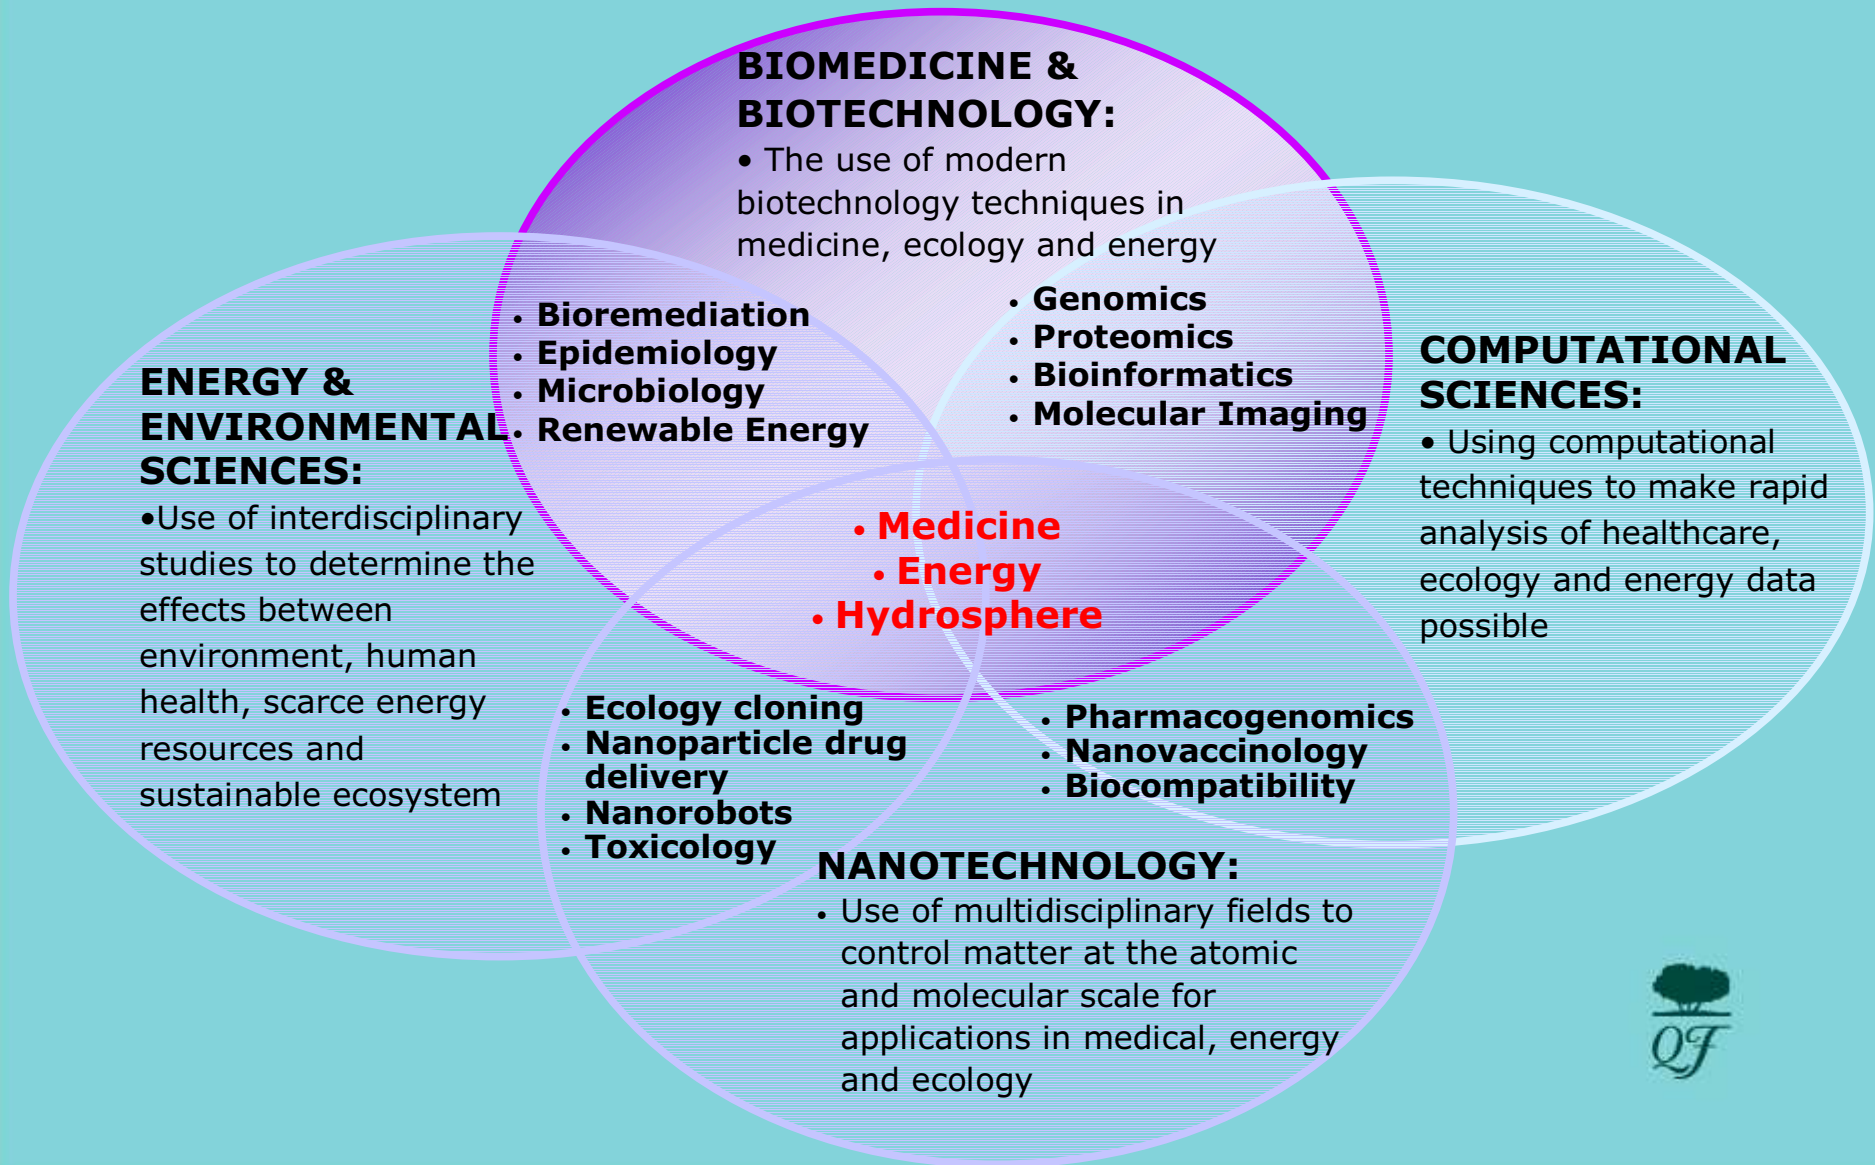 BIOMEDICINE &
BIOTECHNOLOGY:
• The use of modern
biotechnology techniques in
medicine, ecology and energy
• Bioremediation
• Epidemiology
• Microbiology
• Renewable Energy
• Genomics
• Proteomics
• Bioinformatics
• Molecular Imaging
ENERGY &
ENVIRONMENTAL
SCIENCES:
•Use of interdisciplinary
studies to determine the
effects between
environment, human
health, scarce energy
resources and
sustainable ecosystem
COMPUTATIONAL
SCIENCES:
• Using computational
techniques to make rapid
analysis of healthcare,
ecology and energy data
possible
• Medicine
• Energy
• Hydrosphere
• Ecology cloning
• Nanoparticle drug
delivery
• Nanorobots
• Toxicology
• Pharmacogenomics
• Nanovaccinology
• Biocompatibility
NANOTECHNOLOGY:
• Use of multidisciplinary fields to
control matter at the atomic
and molecular scale for
applications in medical, energy
and ecology
QF